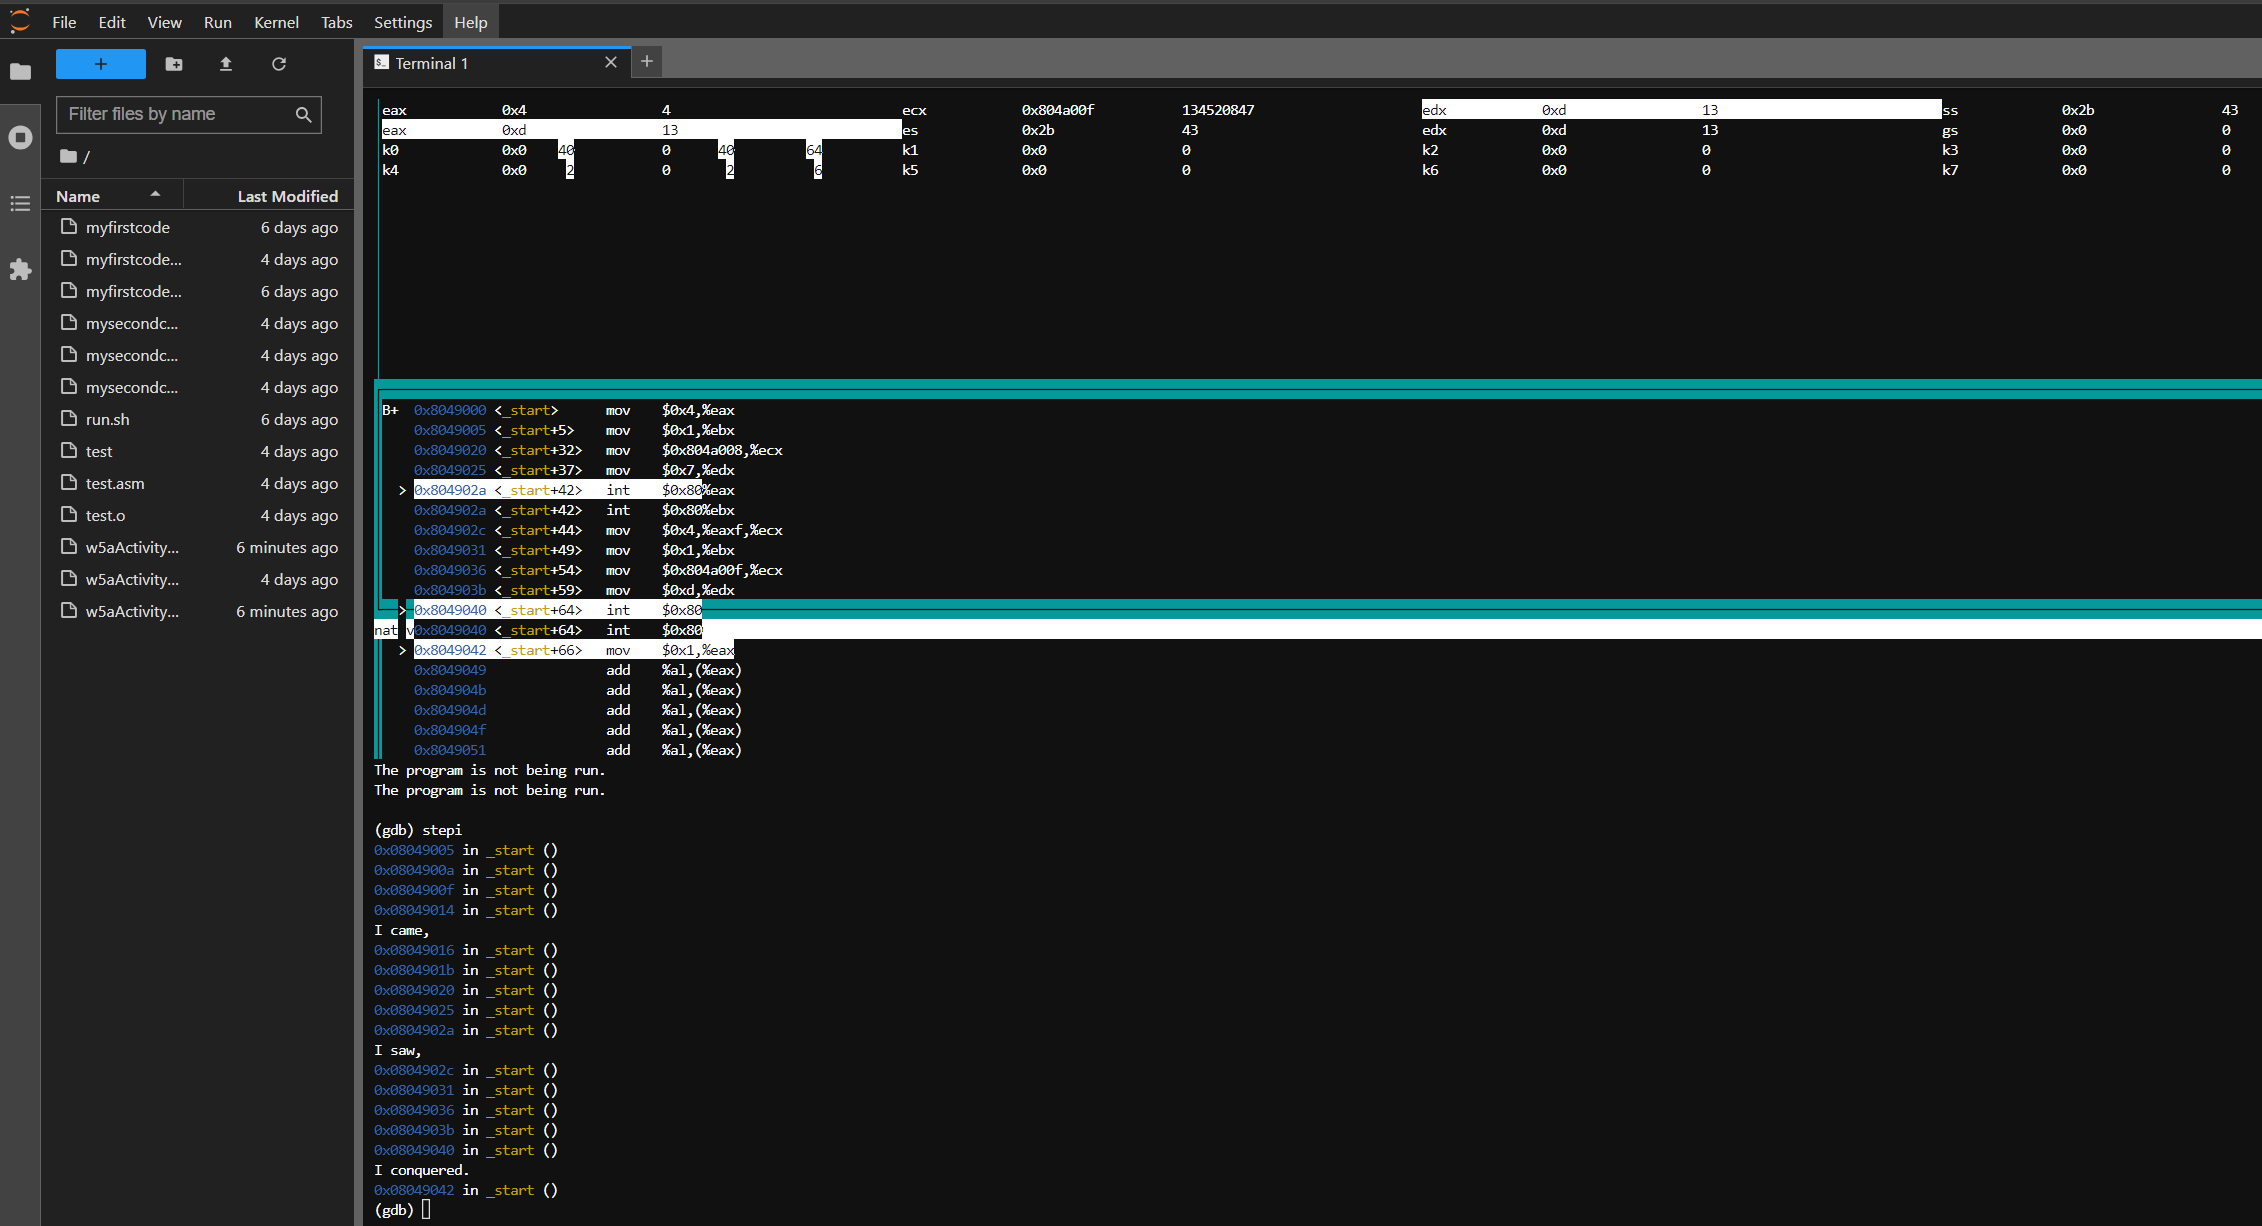 File Edit View Run Kernel Tabs Settings Help
+
Filter files by name
/
Name Last Modified
myfirstcode 6 days ago
myfirstcode... 4 days ago
myfirstcode... 6 days ago
mysecondc... 4 days ago
mysecondc... 4 days ago
mysecondc... 4 days ago
run.sh 6 days ago
test 4 days ago
test.asm 4 days ago
test.o 4 days ago
w5aActivity... 6 minutes ago
w5aActivity... 4 days ago
w5aActivity... 6 minutes ago
$_ Terminal 1 × +
eax 0x4 4 ecx 0x804a00f 134520847 edx 0xd 13 ss 0x2b 43
eax 0xd 13 es 0x2b 43 edx 0xd 13 gs 0x0 0
k0 0x0 40 0 40 64 k1 0x0 0 k2 0x0 0 k3 0x0 0
k4 0x0 2 0 2 6 k5 0x0 0 k6 0x0 0 k7 0x0 0
B+ 0x8049000 <_start> mov $0x4,%eax
0x8049005 <_start+5> mov $0x1,%ebx
0x8049020 <_start+32> mov $0x804a008,%ecx
0x8049025 <_start+37> mov $0x7,%edx
> 0x804902a <_start+42> int $0x80%eax
0x804902a <_start+42> int $0x80%ebx
0x804902c <_start+44> mov $0x4,%eaxf,%ecx
0x8049031 <_start+49> mov $0x1,%ebx
0x8049036 <_start+54> mov $0x804a00f,%ecx
0x804903b <_start+59> mov $0xd,%edx
> 0x8049040 <_start+64> int $0x80
nat v0x8049040 <_start+64> int $0x80
> 0x8049042 <_start+66> mov $0x1,%eax
0x8049049 add %al,(%eax)
0x804904b add %al,(%eax)
0x804904d add %al,(%eax)
0x804904f add %al,(%eax)
0x8049051 add %al,(%eax)
The program is not being run.
The program is not being run.
(gdb) stepi
0x08049005 in _start ()
0x0804900a in _start ()
0x0804900f in _start ()
0x08049014 in _start ()
I came,
0x08049016 in _start ()
0x0804901b in _start ()
0x08049020 in _start ()
0x08049025 in _start ()
0x0804902a in _start ()
I saw,
0x0804902c in _start ()
0x08049031 in _start ()
0x08049036 in _start ()
0x0804903b in _start ()
0x08049040 in _start ()
I conquered.
0x08049042 in _start ()
(gdb)